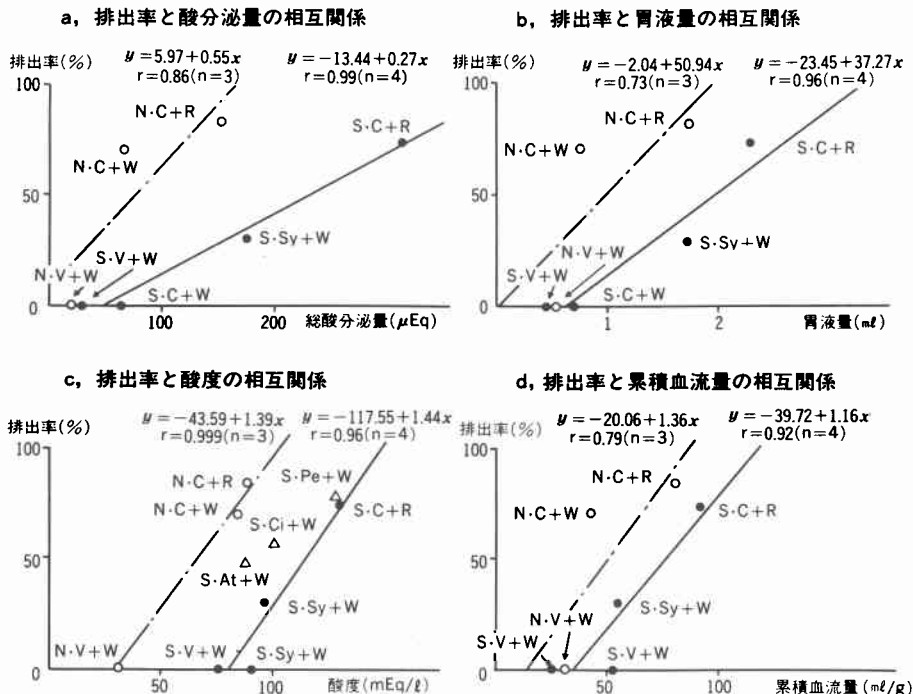 a, 排出率と酸分泌量の相互関係
排出率(%)
y=5.97+0.55x
r=0.86(n=3)
y=−13.44+0.27x
r=0.99(n=4)
100
50
0
N·C+R
N·C+W
S·C+R
S·Sy+W
S·V+W
N·V+W
S·C+W
100
200
総酸分泌量(μEq)
b, 排出率と胃液量の相互関係
排出率(%)
y=−2.04+50.94x
r=0.73(n=3)
y=−23.45+37.27x
r=0.96(n=4)
100
50
0
N·C+R
N·C+W
S·C+R
S·Sy+W
N·V+W
S·V+W
S·C+W
1
2
胃液量(mℓ)
c, 排出率と酸度の相互関係
排出率(%)
y=−43.59+1.39x
r=0.999(n=3)
y=−117.55+1.44x
r=0.96(n=4)
100
50
0
N·C+R
S·Pe+W
N·C+W
S·C+R
S·Ci+W
S·At+W
S·Sy+W
N·V+W
S·V+W
S·Sy+W
50
100
酸度(mEq/ℓ)
d, 排出率と累積血流量の相互関係
排出率(%)
y=−20.06+1.36x
r=0.79(n=3)
y=−39.72+1.16x
r=0.92(n=4)
100
50
0
N·C+R
N·C+W
S·C+R
S·Sy+W
N·V+W
S·V+W
S·V+W
50
100
累積血流量(mℓ/g)